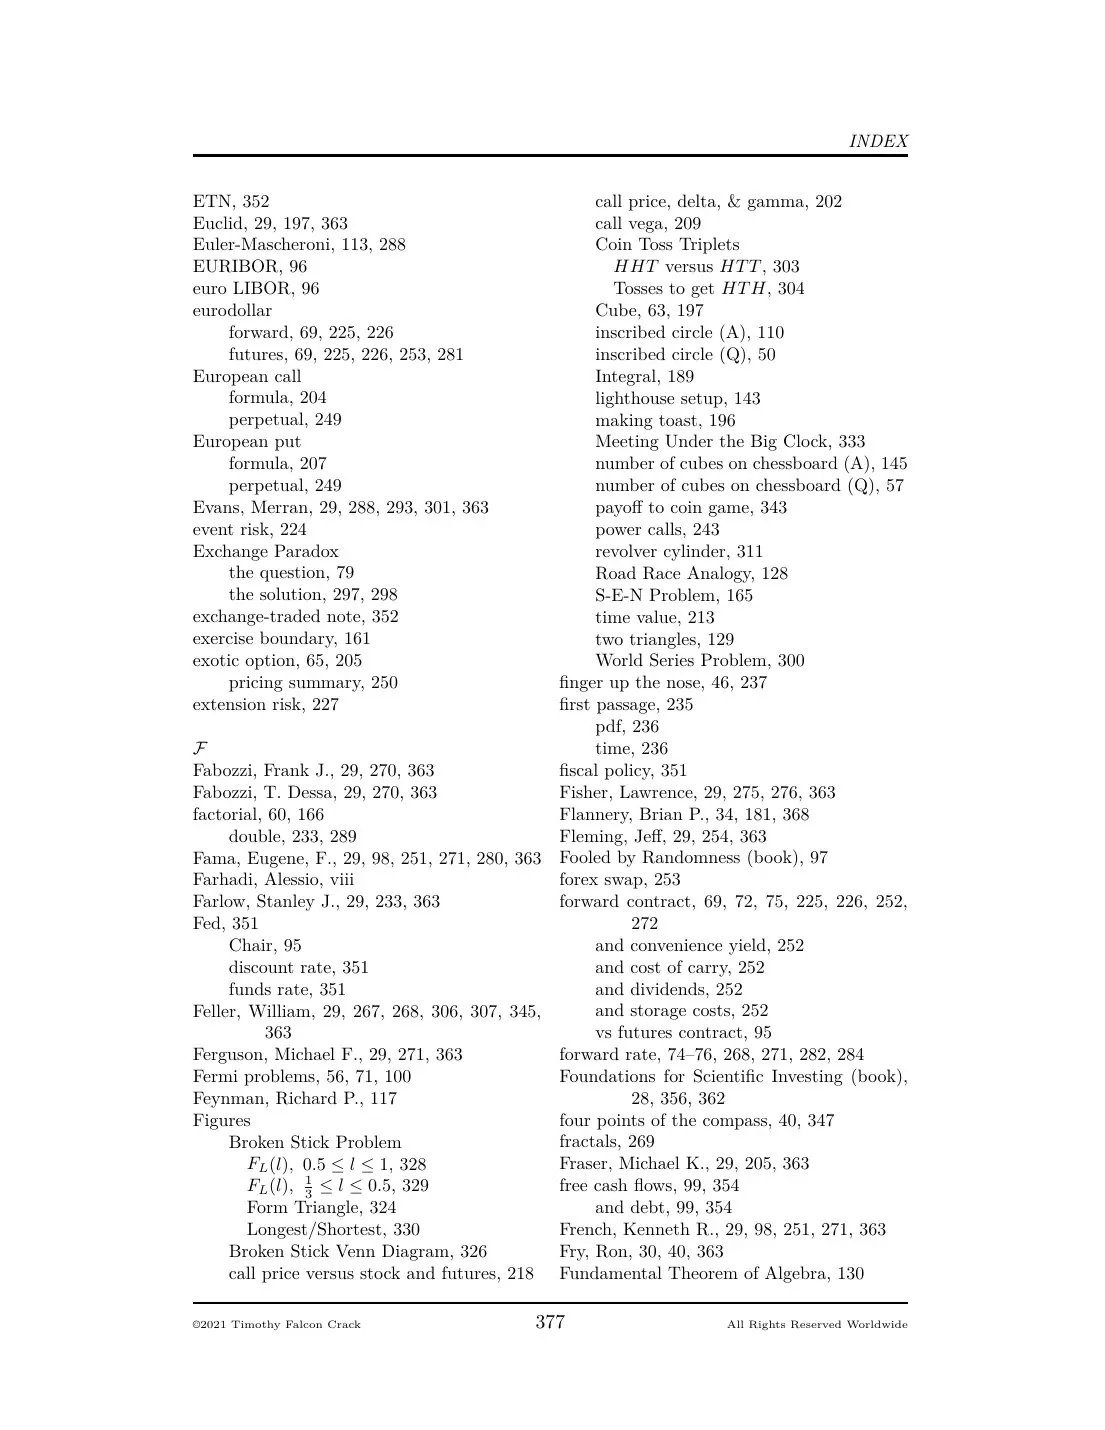 INDEX
ETN, 352
Euclid, 29, 197, 363
Euler-Mascheroni, 113, 288
EURIBOR, 96
euro LIBOR, 96
eurodollar
forward, 69, 225, 226
futures, 69, 225, 226, 253, 281
European call
formula, 204
perpetual, 249
European put
formula, 207
perpetual, 249
Evans, Merran, 29, 288, 293, 301, 363
event risk, 224
Exchange Paradox
the question, 79
the solution, 297, 298
exchange-traded note, 352
exercise boundary, 161
exotic option, 65, 205
pricing summary, 250
extension risk, 227
F
Fabozzi, Frank J., 29, 270, 363
Fabozzi, T. Dessa, 29, 270, 363
factorial, 60, 166
double, 233, 289
Fama, Eugene, F., 29, 98, 251, 271, 280, 363
Farhadi, Alessio, viii
Farlow, Stanley J., 29, 233, 363
Fed, 351
Chair, 95
discount rate, 351
funds rate, 351
Feller, William, 29, 267, 268, 306, 307, 345,
363
Ferguson, Michael F., 29, 271, 363
Fermi problems, 56, 71, 100
Feynman, Richard P., 117
Figures
Broken Stick Problem
F_L(l), 0.5 ≤ l ≤ 1, 328
F_L(l), 1/3 ≤ l ≤ 0.5, 329
Form Triangle, 324
Longest/Shortest, 330
Broken Stick Venn Diagram, 326
call price versus stock and futures, 218
call price, delta, & gamma, 202
call vega, 209
Coin Toss Triplets
HHT versus HTT, 303
Tosses to get HTH, 304
Cube, 63, 197
inscribed circle (A), 110
inscribed circle (Q), 50
Integral, 189
lighthouse setup, 143
making toast, 196
Meeting Under the Big Clock, 333
number of cubes on chessboard (A), 145
number of cubes on chessboard (Q), 57
payoff to coin game, 343
power calls, 243
revolver cylinder, 311
Road Race Analogy, 128
S-E-N Problem, 165
time value, 213
two triangles, 129
World Series Problem, 300
finger up the nose, 46, 237
first passage, 235
pdf, 236
time, 236
fiscal policy, 351
Fisher, Lawrence, 29, 275, 276, 363
Flannery, Brian P., 34, 181, 368
Fleming, Jeff, 29, 254, 363
Fooled by Randomness (book), 97
forex swap, 253
forward contract, 69, 72, 75, 225, 226, 252,
272
and convenience yield, 252
and cost of carry, 252
and dividends, 252
and storage costs, 252
vs futures contract, 95
forward rate, 74–76, 268, 271, 282, 284
Foundations for Scientific Investing (book),
28, 356, 362
four points of the compass, 40, 347
fractals, 269
Fraser, Michael K., 29, 205, 363
free cash flows, 99, 354
and debt, 99, 354
French, Kenneth R., 29, 98, 251, 271, 363
Fry, Ron, 30, 40, 363
Fundamental Theorem of Algebra, 130
©2021 Timothy Falcon Crack
377
All Rights Reserved Worldwide